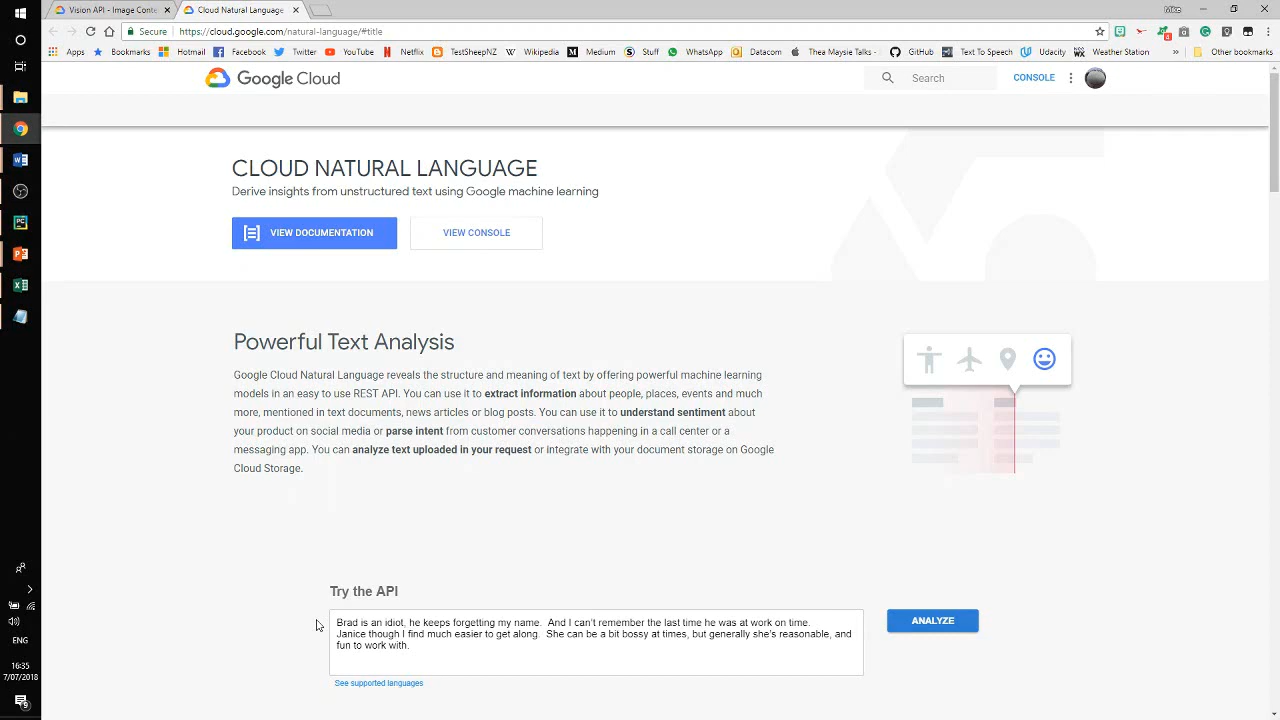 Vision API - Image Conte
Cloud Natural Language
Secure
https://cloud.google.com/natural-language/#title
Apps
Bookmarks
Hotmail
Facebook
Twitter
YouTube
Netflix
TestSheepNZ
Wikipedia
Medium
Stuff
WhatsApp
Datacom
Thea Maysie Talks -
GitHub
Text To Speech
Udacity
Weather Station
»
Other bookmarks
Google Cloud
Search
CONSOLE
CLOUD NATURAL LANGUAGE
Derive insights from unstructured text using Google machine learning
VIEW DOCUMENTATION
VIEW CONSOLE
Powerful Text Analysis
Google Cloud Natural Language reveals the structure and meaning of text by offering powerful machine learning
models in an easy to use REST API. You can use it to extract information about people, places, events and much
more, mentioned in text documents, news articles or blog posts. You can use it to understand sentiment about
your product on social media or parse intent from customer conversations happening in a call center or a
messaging app. You can analyze text uploaded in your request or integrate with your document storage on Google
Cloud Storage.
Try the API
Brad is an idiot, he keeps forgetting my name.  And I can't remember the last time he was at work on time.
Janice though I find much easier to get along.  She can be a bit bossy at times, but generally she's reasonable, and
fun to work with.
ANALYZE
See supported languages
ENG
16:35
7/07/2018